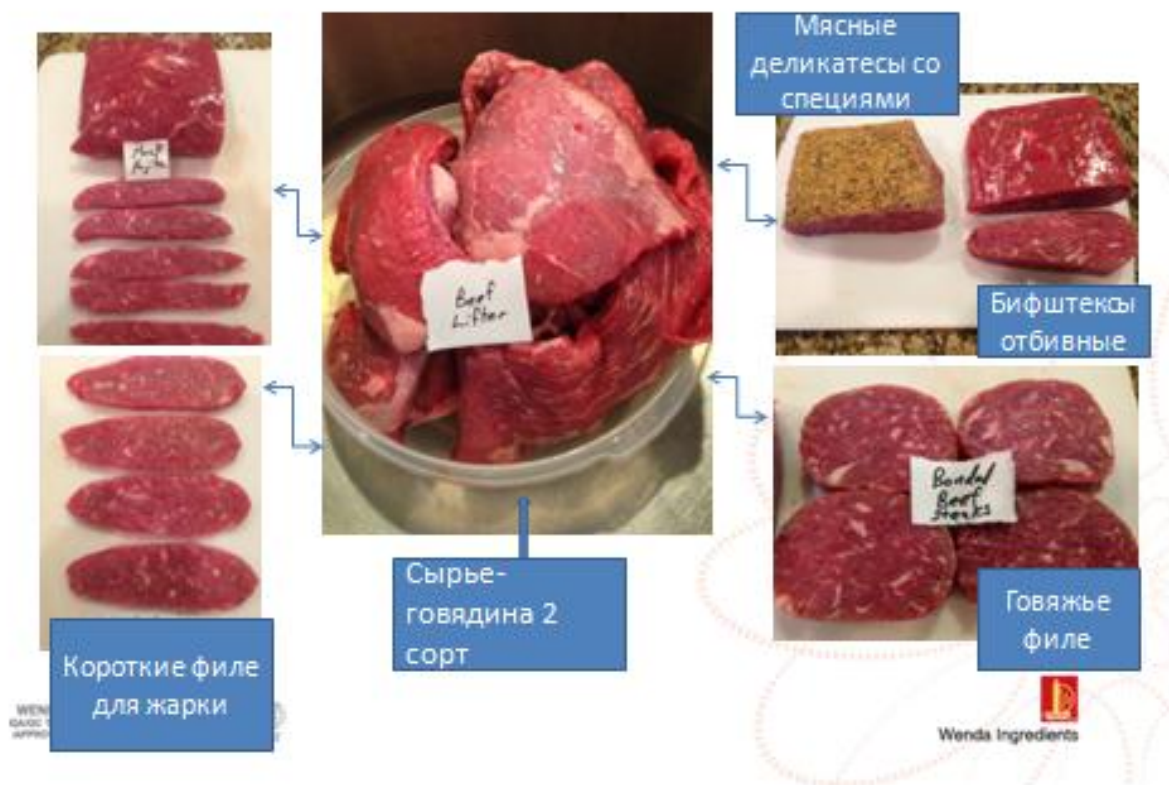 Мясные
деликатесы со
специями
Beef
Lifter
Бифштексы
отбивные
Bonded
Beef
Steaks
Сырье-
говядина 2
сорт
Говяжье
филе
Короткие филе
для жарки
Wenda Ingredients